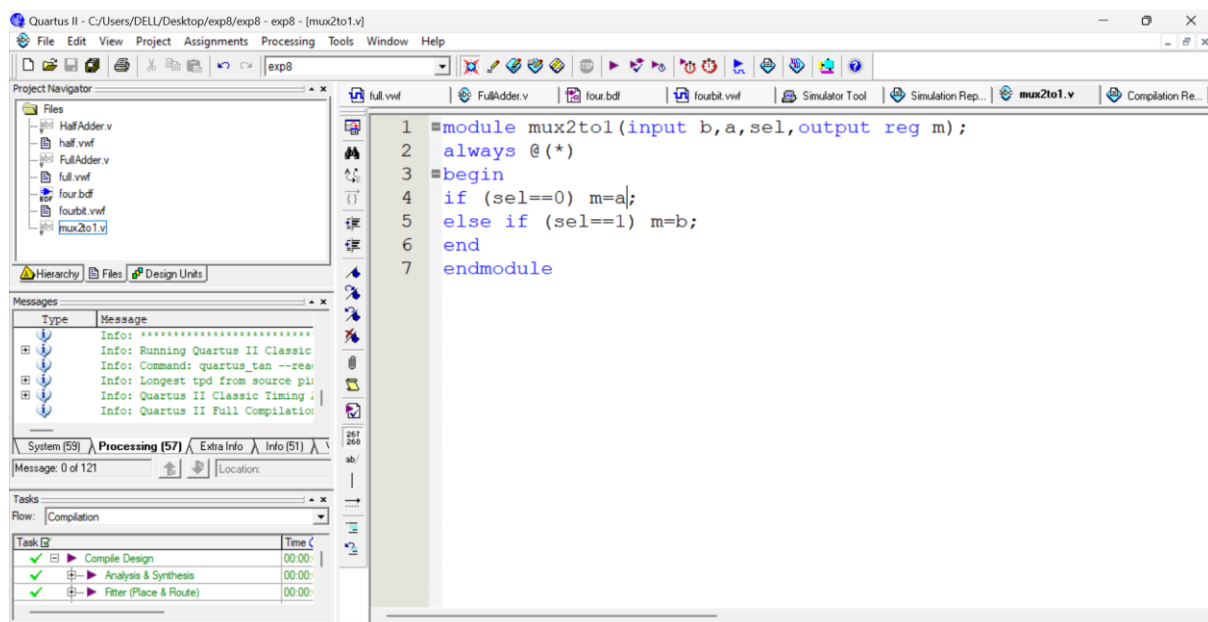 Quartus II - C:/Users/DELL/Desktop/exp8/exp8 - exp8 - [mux2to1.v]
File Edit View Project Assignments Processing Tools Window Help
exp8
Project Navigator
Files
HalfAdder.v
half.vwf
FullAdder.v
full.vwf
four.bdf
fourbit.vwf
mux2to1.v
Hierarchy Files Design Units
Messages
Type Message
Info: ***************************
Info: Running Quartus II Classic
Info: Command: quartus_tan --read
Info: Longest tpd from source pin
Info: Quartus II Classic Timing
Info: Quartus II Full Compilation
System (59) Processing (57) Extra Info Info (51)
Message: 0 of 121 Location:
Tasks
Flow: Compilation
Task Time
Compile Design 00:00:
Analysis & Synthesis 00:00:
Fitter (Place & Route) 00:00:
full.vwf FullAdder.v four.bdf fourbit.vwf Simulator Tool Simulation Rep... mux2to1.v Compilation Re...
267
268
ab/
1 module mux2to1(input b,a,sel,output reg m);
2 always @(*)
3 begin
4 if (sel==0) m=a;
5 else if (sel==1) m=b;
6 end
7 endmodule